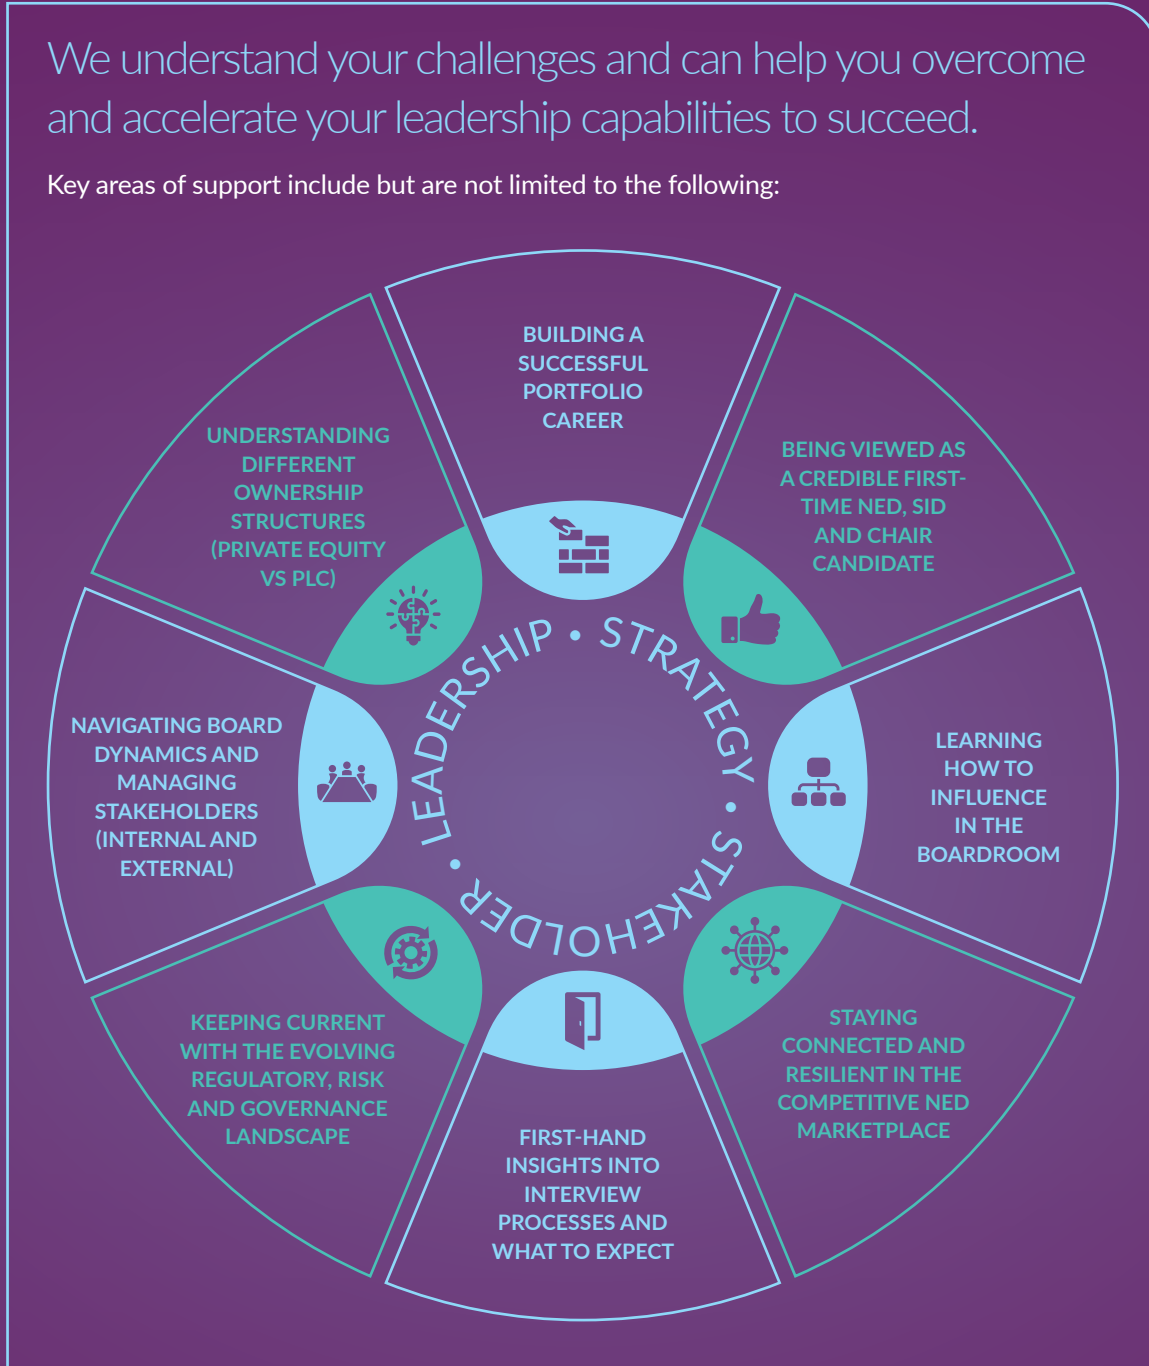 We understand your challenges and can help you overcome
and accelerate your leadership capabilities to succeed.
Key areas of support include but are not limited to the following:
BUILDING A
SUCCESSFUL
PORTFOLIO
CAREER
BEING VIEWED AS
A CREDIBLE FIRST-
TIME NED, SID
AND CHAIR
CANDIDATE
LEARNING
HOW TO
INFLUENCE
IN THE
BOARDROOM
STAYING
CONNECTED AND
RESILIENT IN THE
COMPETITIVE NED
MARKETPLACE
FIRST-HAND
INSIGHTS INTO
INTERVIEW
PROCESSES AND
WHAT TO EXPECT
KEEPING CURRENT
WITH THE EVOLVING
REGULATORY, RISK
AND GOVERNANCE
LANDSCAPE
NAVIGATING BOARD
DYNAMICS AND
MANAGING
STAKEHOLDERS
(INTERNAL AND
EXTERNAL)
UNDERSTANDING
DIFFERENT
OWNERSHIP
STRUCTURES
(PRIVATE EQUITY
VS PLC)
LEADERSHIP • STRATEGY • STAKEHOLDER •